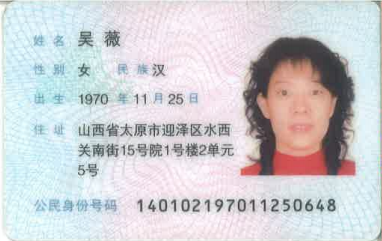 姓名 吴薇
性别 女 民族 汉
出生 1970 年 11 月 25 日
住址 山西省太原市迎泽区水西
关南街15号院1号楼2单元
5号
公民身份号码 140102197011250648